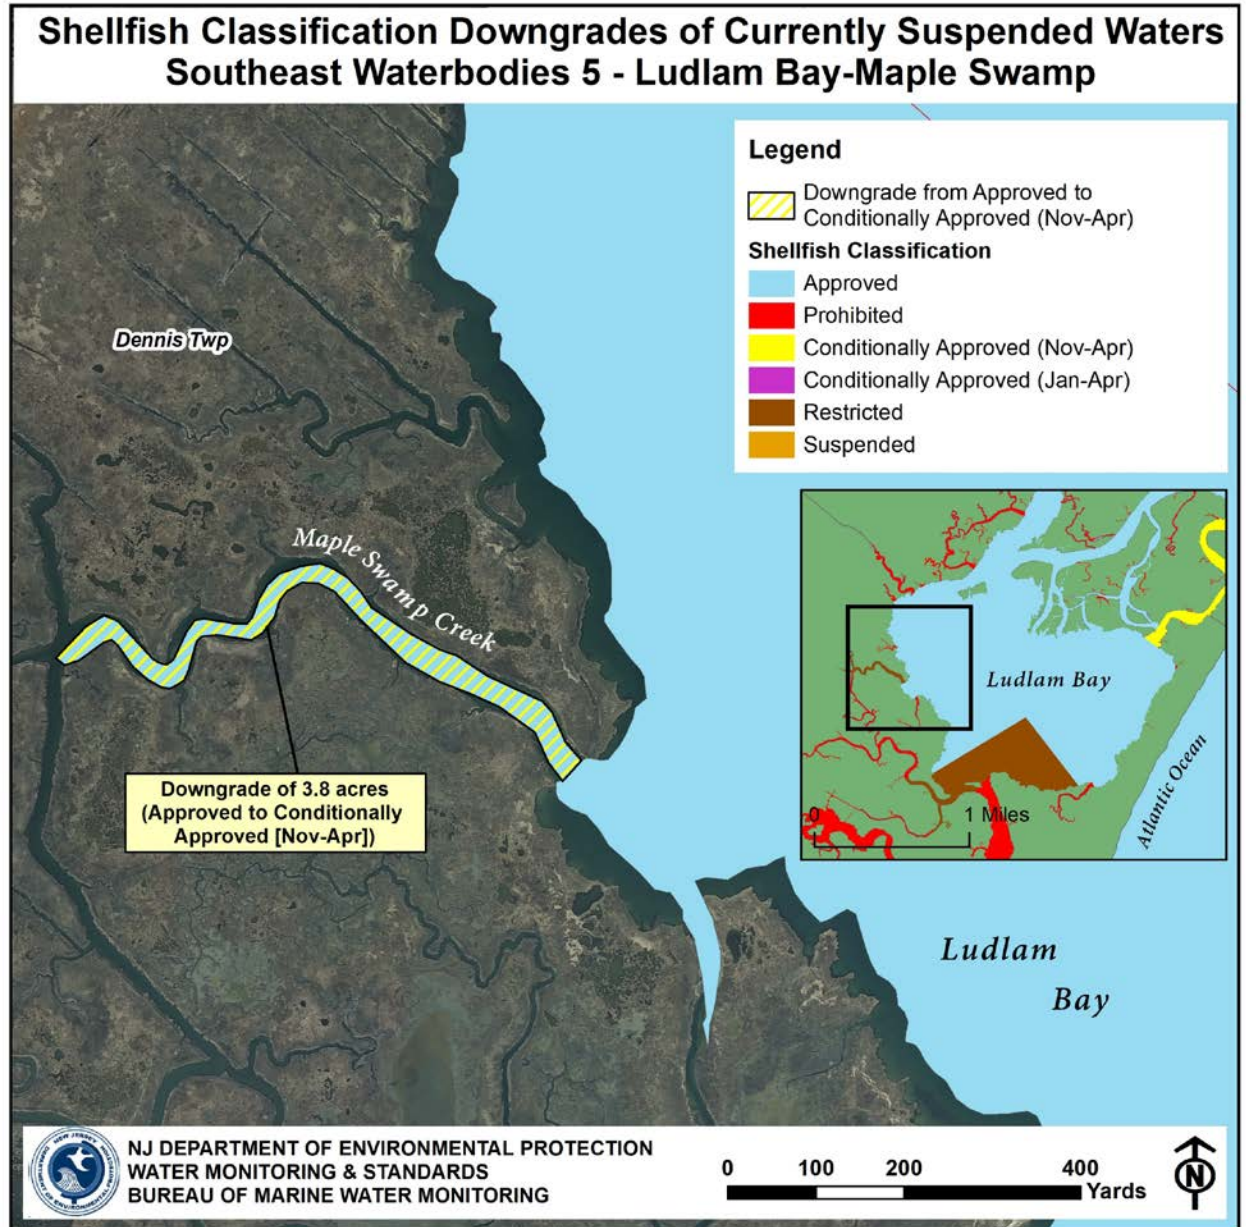 Shellfish Classification Downgrades of Currently Suspended Waters
Southeast Waterbodies 5 - Ludlam Bay-Maple Swamp
Legend
Downgrade from Approved to
Conditionally Approved (Nov-Apr)
Shellfish Classification
Approved
Prohibited
Conditionally Approved (Nov-Apr)
Conditionally Approved (Jan-Apr)
Restricted
Suspended
Dennis Twp
Maple Swamp Creek
Downgrade of 3.8 acres
(Approved to Conditionally
Approved [Nov-Apr])
Ludlam Bay
Atlantic Ocean
0 1 Miles
Ludlam
Bay
NJ DEPARTMENT OF ENVIRONMENTAL PROTECTION
WATER MONITORING & STANDARDS
BUREAU OF MARINE WATER MONITORING
0 100 200 400
Yards
N